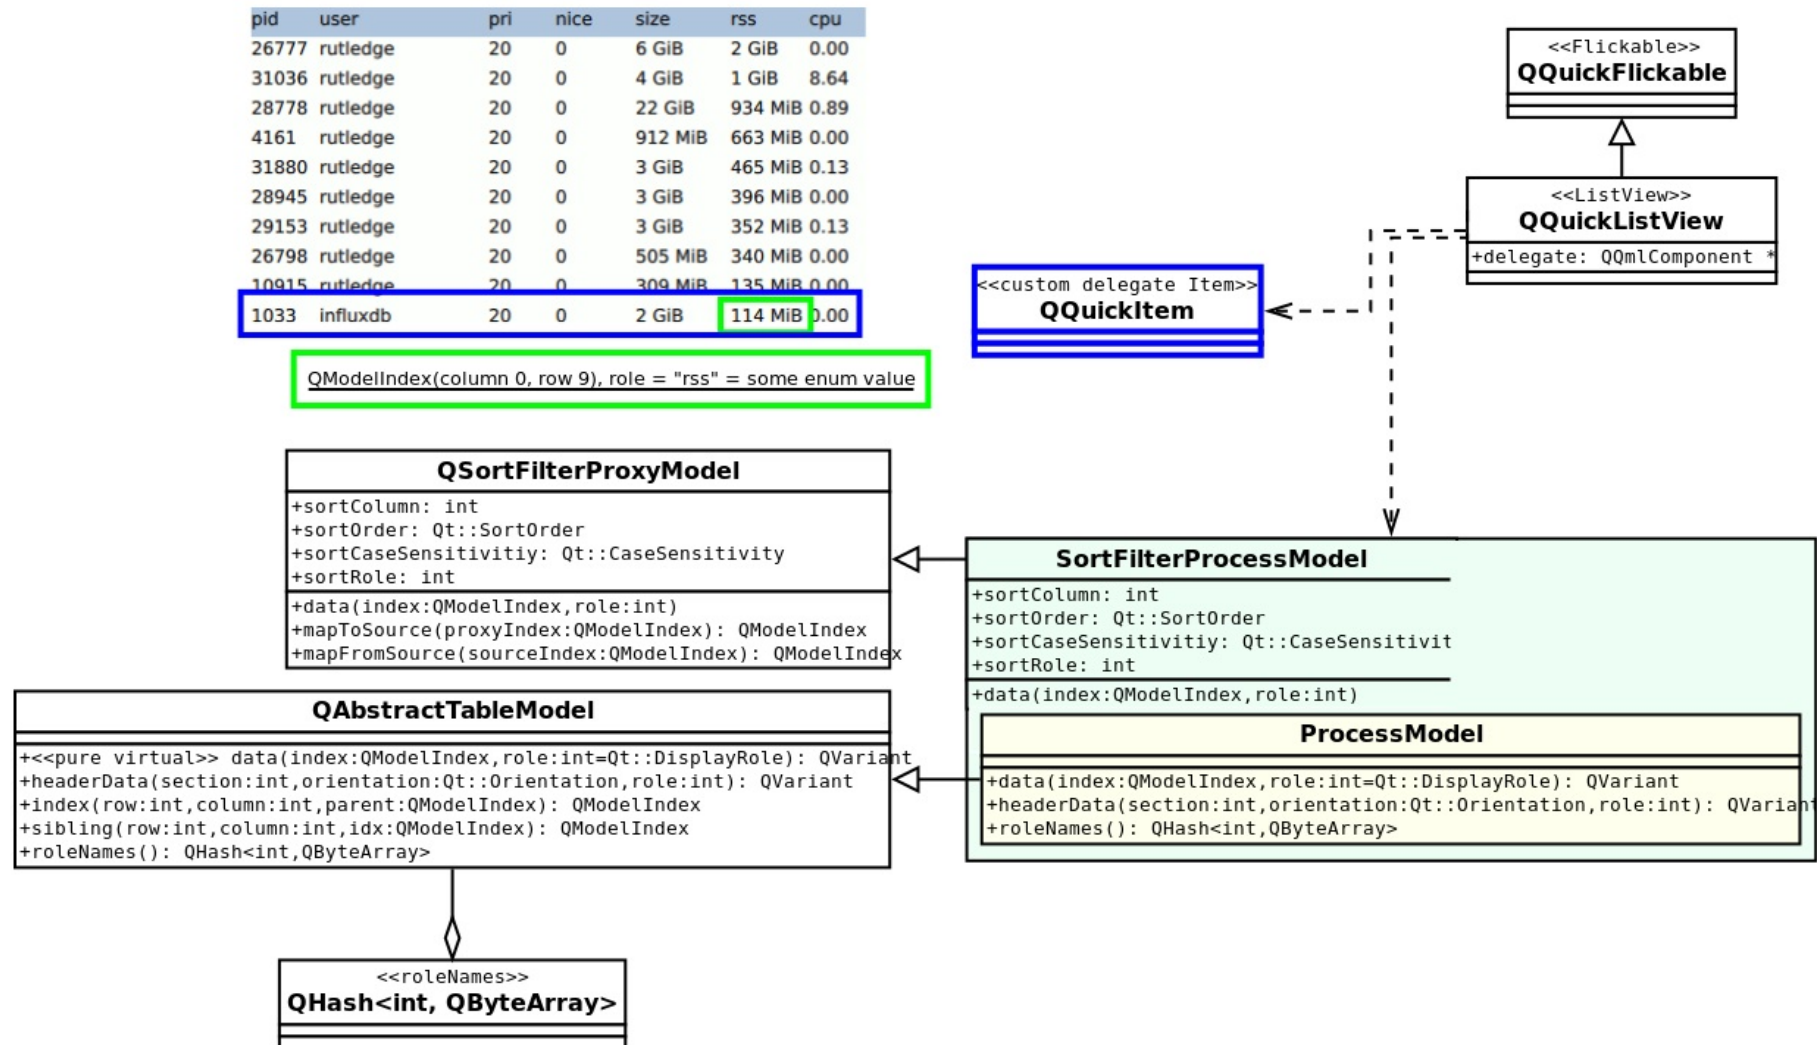 pid user pri nice size rss cpu
26777 rutledge 20 0 6 GiB 2 GiB 0.00
31036 rutledge 20 0 4 GiB 1 GiB 8.64
28778 rutledge 20 0 22 GiB 934 MiB 0.89
4161 rutledge 20 0 912 MiB 663 MiB 0.00
31880 rutledge 20 0 3 GiB 465 MiB 0.13
28945 rutledge 20 0 3 GiB 396 MiB 0.00
29153 rutledge 20 0 3 GiB 352 MiB 0.13
26798 rutledge 20 0 505 MiB 340 MiB 0.00
10915 rutledge 20 0 309 MiB 135 MiB 0.00
1033 influxdb 20 0 2 GiB 114 MiB 0.00
QModelIndex(column 0, row 9), role = "rss" = some enum value
<<Flickable>>
QQuickFlickable
<<ListView>>
QQuickListView
+delegate: QQmlComponent *
<<custom delegate Item>>
QQuickItem
QSortFilterProxyModel
+sortColumn: int
+sortOrder: Qt::SortOrder
+sortCaseSensitivitiy: Qt::CaseSensitivity
+sortRole: int
+data(index:QModelIndex,role:int)
+mapToSource(proxyIndex:QModelIndex): QModelIndex
+mapFromSource(sourceIndex:QModelIndex): QModelIndex
SortFilterProcessModel
+sortColumn: int
+sortOrder: Qt::SortOrder
+sortCaseSensitivitiy: Qt::CaseSensitivit
+sortRole: int
+data(index:QModelIndex,role:int)
QAbstractTableModel
+<<pure virtual>> data(index:QModelIndex,role:int=Qt::DisplayRole): QVariant
+headerData(section:int,orientation:Qt::Orientation,role:int): QVariant
+index(row:int,column:int,parent:QModelIndex): QModelIndex
+sibling(row:int,column:int,idx:QModelIndex): QModelIndex
+roleNames(): QHash<int,QByteArray>
ProcessModel
+data(index:QModelIndex,role:int=Qt::DisplayRole): QVariant
+headerData(section:int,orientation:Qt::Orientation,role:int): QVariant
+roleNames(): QHash<int,QByteArray>
<<roleNames>>
QHash<int, QByteArray>